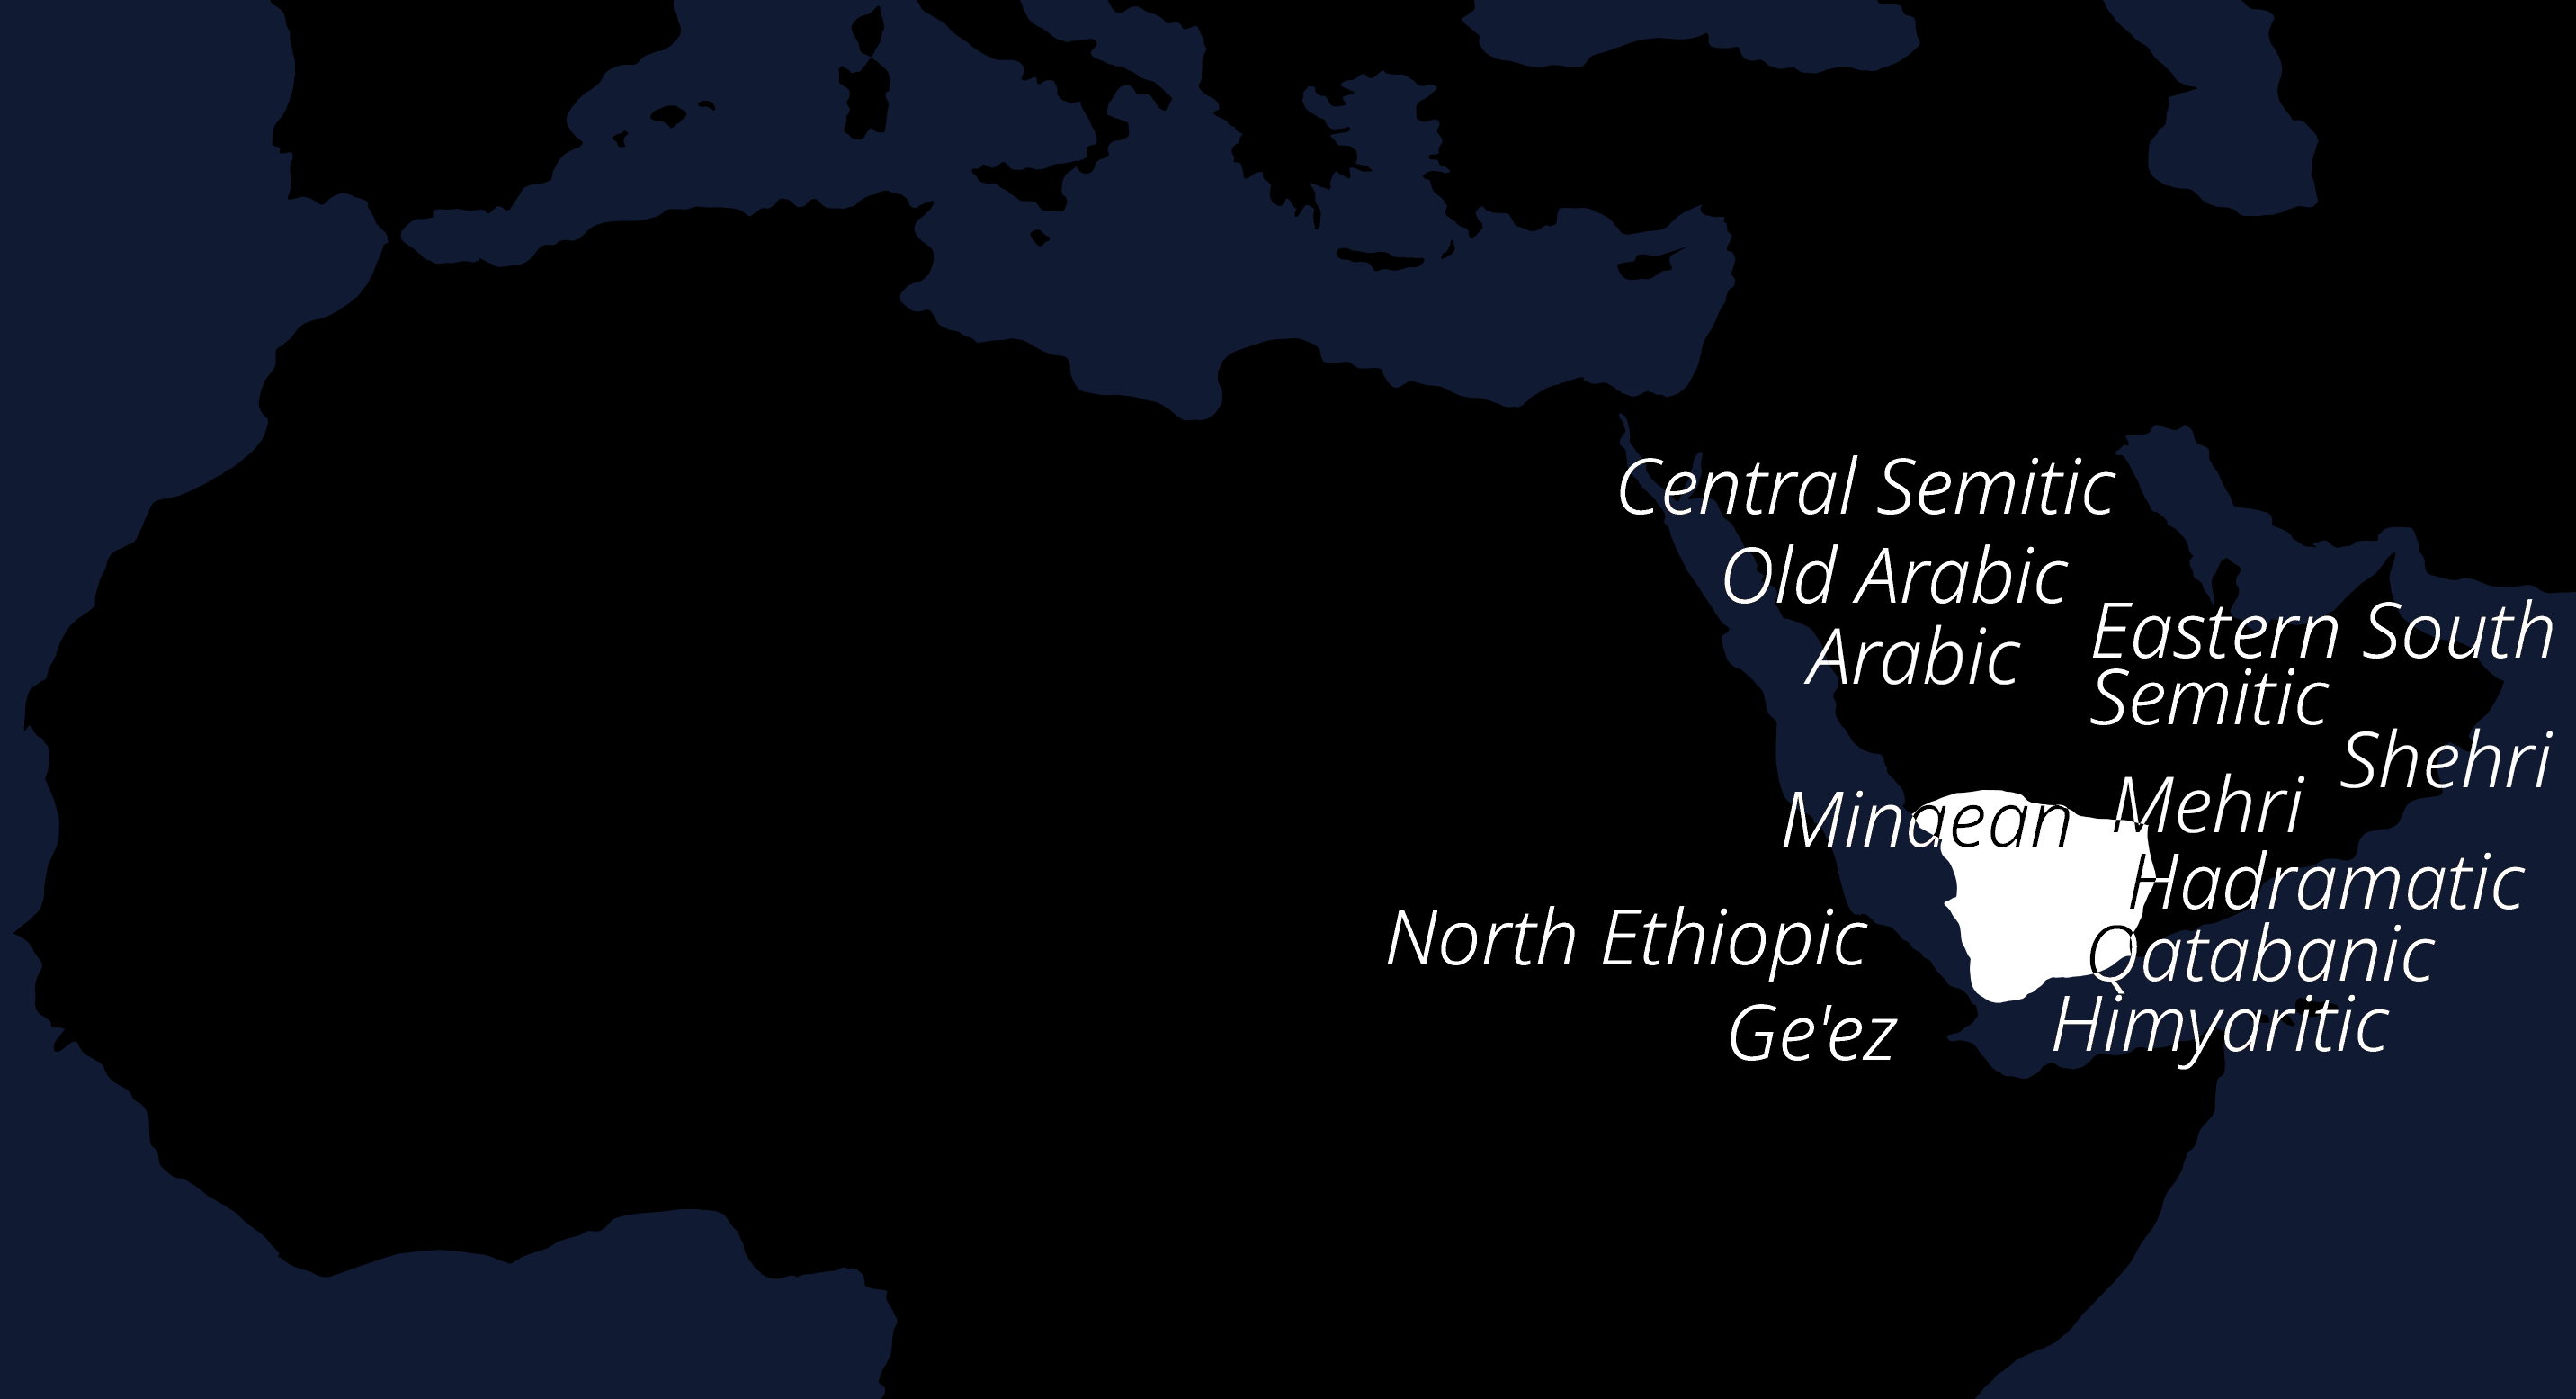 Central Semitic
Old Arabic
Arabic
Eastern South
Semitic
Shehri
Mehri
Minaean
Hadramatic
North Ethiopic
Qatabanic
Himyaritic
Ge'ez